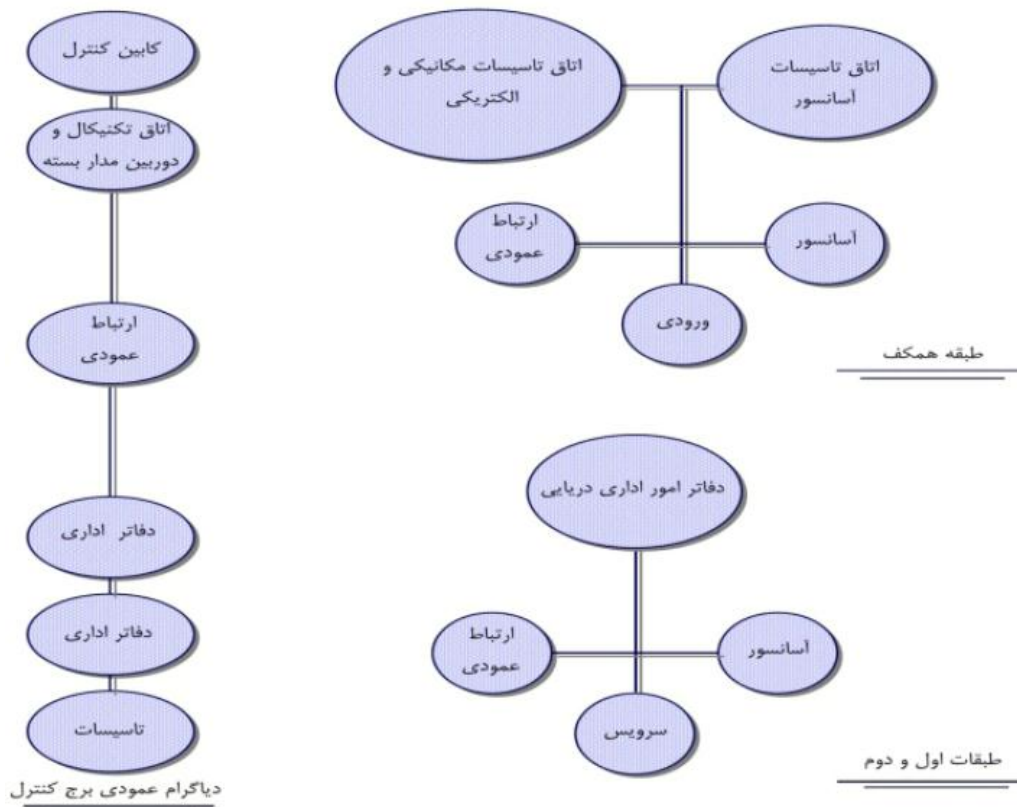 کابین کنترل
اتاق تکنیکال و
دوربین مدار بسته
ارتباط
عمودی
دفاتر اداری
دفاتر اداری
تاسیسات
دیاگرام عمودی برج کنترل
اتاق تاسیسات مکانیکی و
الکتریکی
اتاق تاسیسات
آسانسور
ارتباط
عمودی
آسانسور
ورودی
طبقه همکف
دفاتر امور اداری دریایی
ارتباط
عمودی
آسانسور
سرویس
طبقات اول و دوم